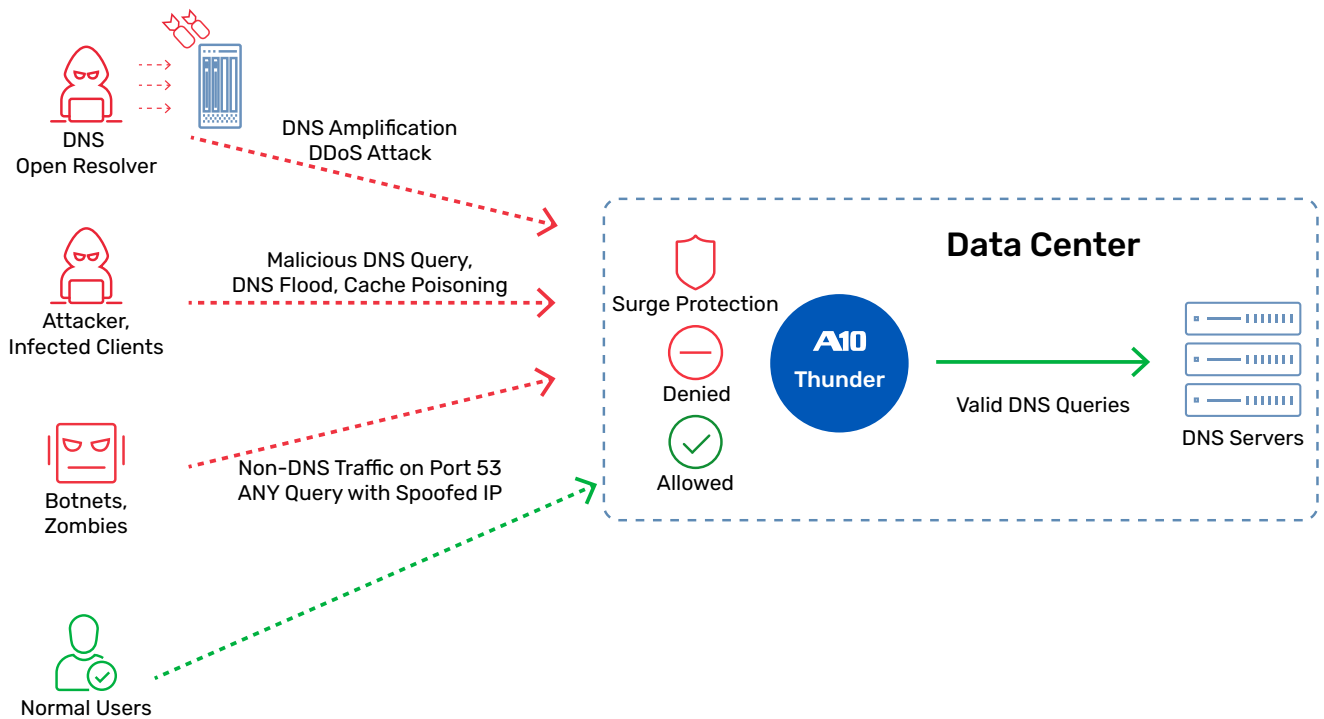 DNS
Open Resolver
DNS Amplification
DDoS Attack
Attacker,
Infected Clients
Malicious DNS Query,
DNS Flood, Cache Poisoning
Botnets,
Zombies
Non-DNS Traffic on Port 53
ANY Query with Spoofed IP
Normal Users
Data Center
Surge Protection
Denied
Allowed
A10
Thunder
Valid DNS Queries
DNS Servers